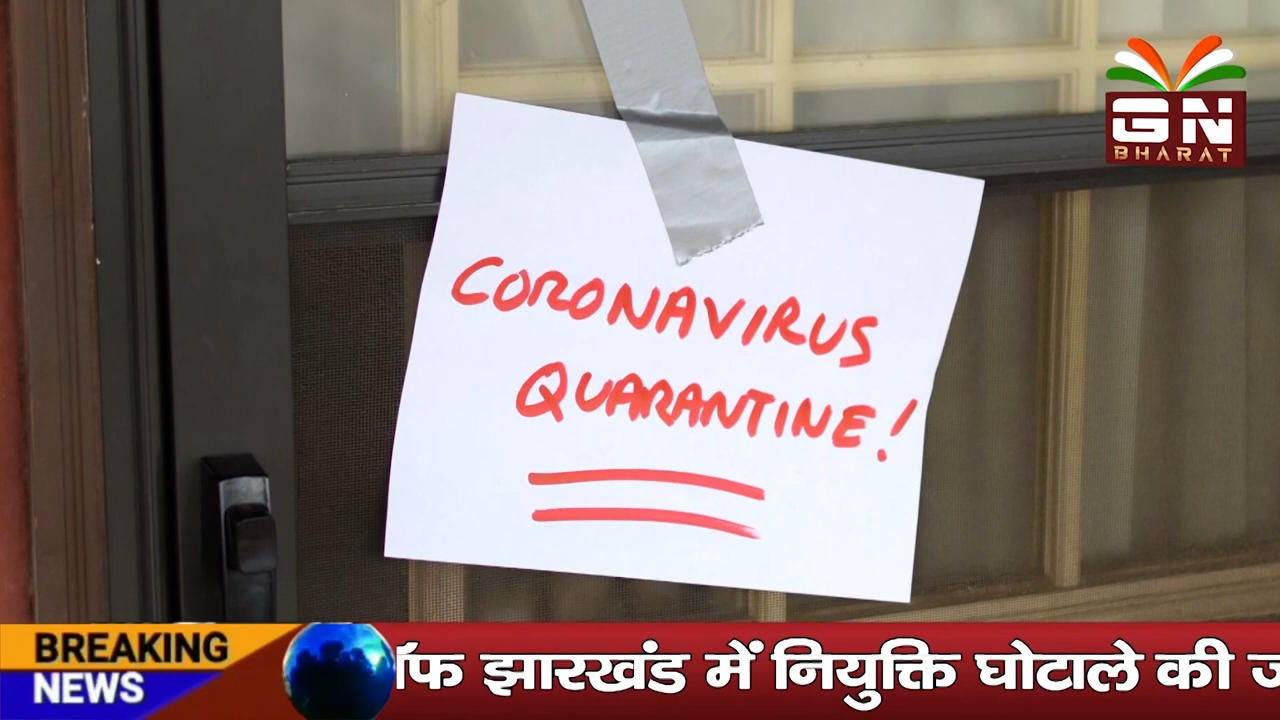 GN
BHARAT
CORONAVIRUS
QUARANTINE!
BREAKING
NEWS
झारखंड में नियुक्ति घोटाले की